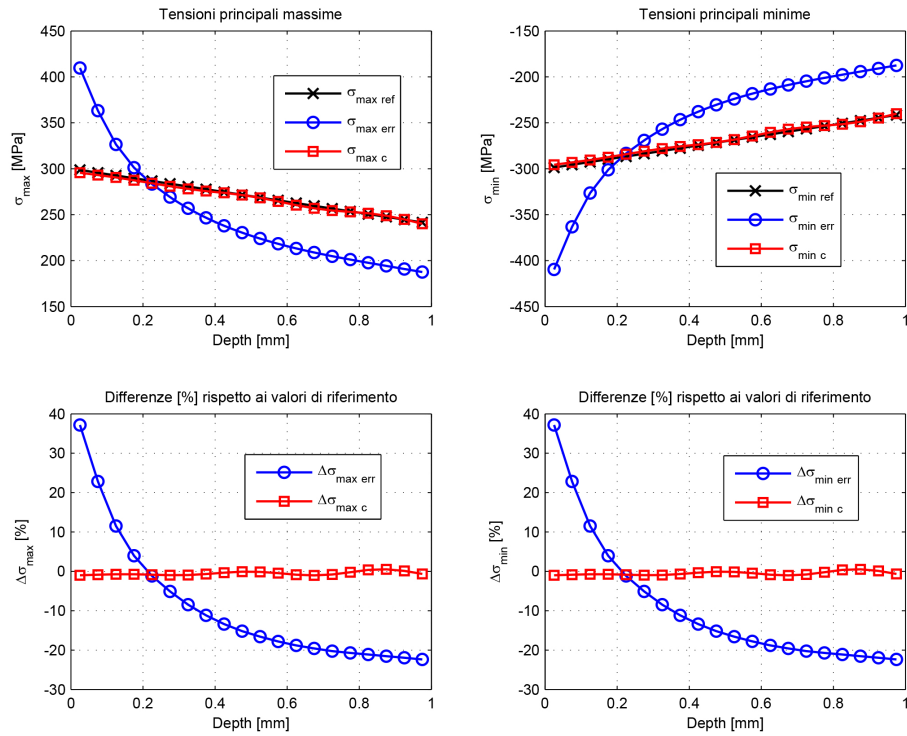 Tensioni principali massime
450
400
350
300
250
200
150
σmax [MPa]
σmax ref
σmax err
σmax c
0
0.2
0.4
0.6
0.8
1
Depth [mm]
Tensioni principali minime
-150
-200
-250
-300
-350
-400
-450
σmin [MPa]
σmin ref
σmin err
σmin c
0
0.2
0.4
0.6
0.8
1
Depth [mm]
Differenze [%] rispetto ai valori di riferimento
40
30
20
10
0
-10
-20
-30
Δσmax [%]
Δσmax err
Δσmax c
0
0.2
0.4
0.6
0.8
1
Depth [mm]
Differenze [%] rispetto ai valori di riferimento
40
30
20
10
0
-10
-20
-30
Δσmin [%]
Δσmin err
Δσmin c
0
0.2
0.4
0.6
0.8
1
Depth [mm]